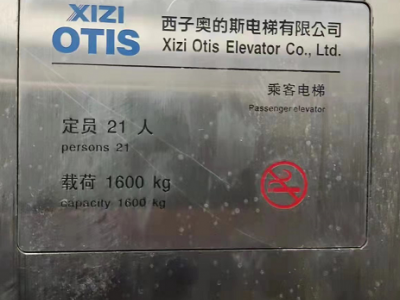 XIZI
OTIS
西子奥的斯电梯有限公司
Xizi Otis Elevator Co., Ltd.
乘客电梯
Passenger elevator
定员 21 人
persons 21
载荷 1600 kg
capacity 1600 kg